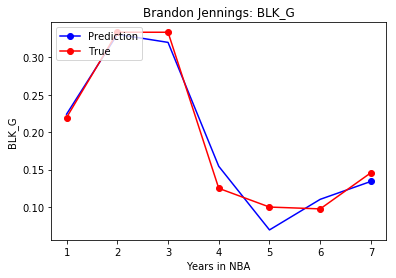 Brandon Jennings: BLK_G
Prediction
True
0.30
0.25
0.20
0.15
0.10
BLK_G
1 2 3 4 5 6 7
Years in NBA